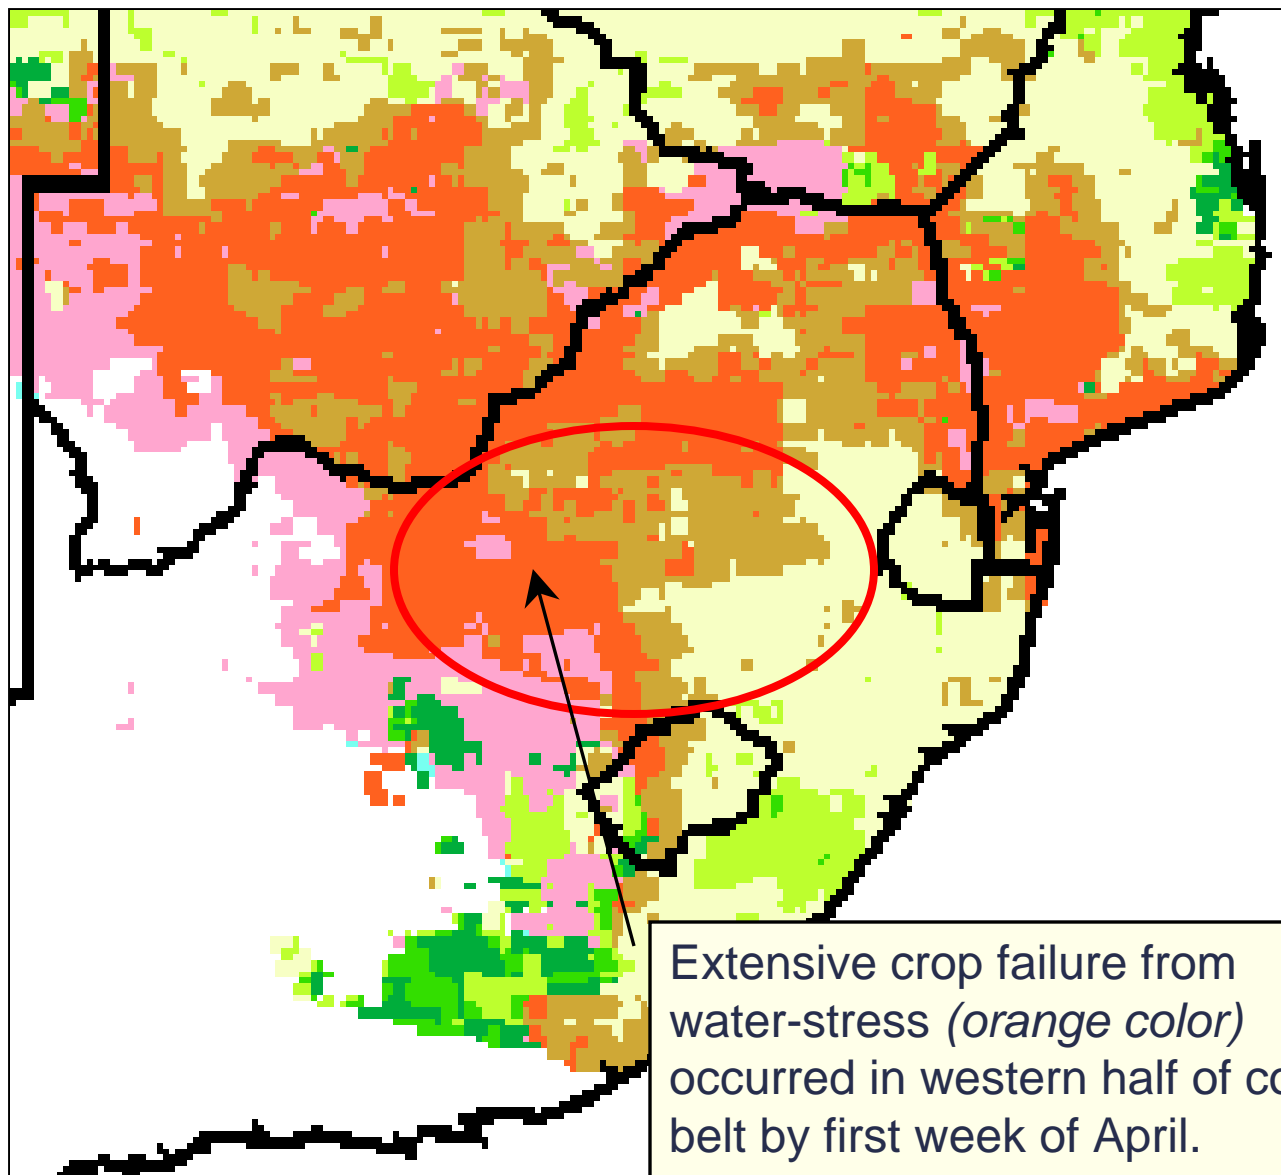 Extensive crop failure from
water-stress (orange color)
occurred in western half of
belt by first week of April.